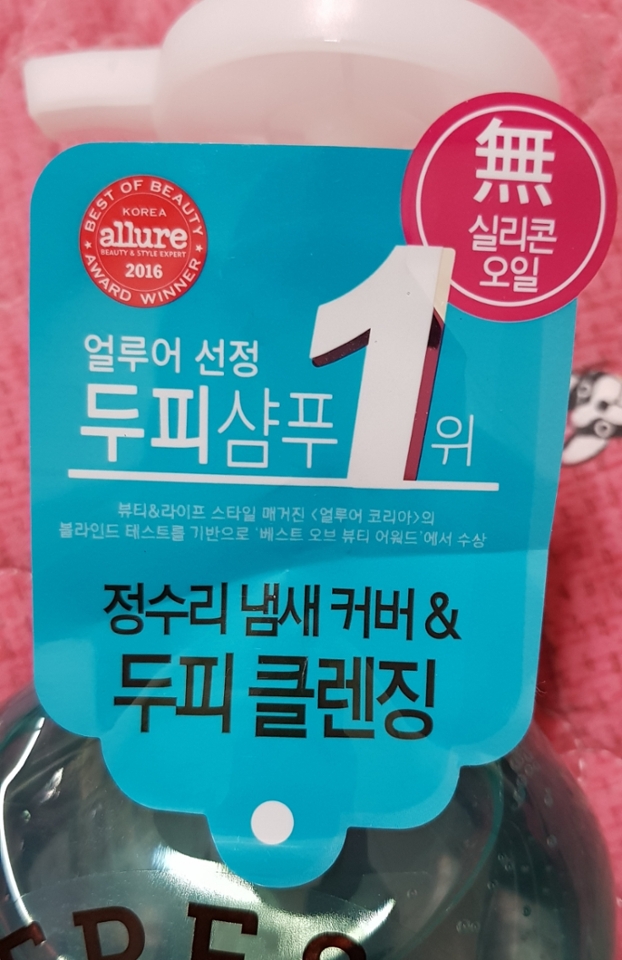 BEST OF BEAUTY
KOREA
allure
BEAUTY & STYLE EXPERT
2016
AWARD WINNER
無
실리콘
오일
얼루어 선정
두피샴푸 1위
뷰티&라이프 스타일 매거진 <얼루어 코리아>의
블라인드 테스트를 기반으로 '베스트 오브 뷰티 어워드'에서 수상
정수리 냄새 커버 &
두피 클렌징